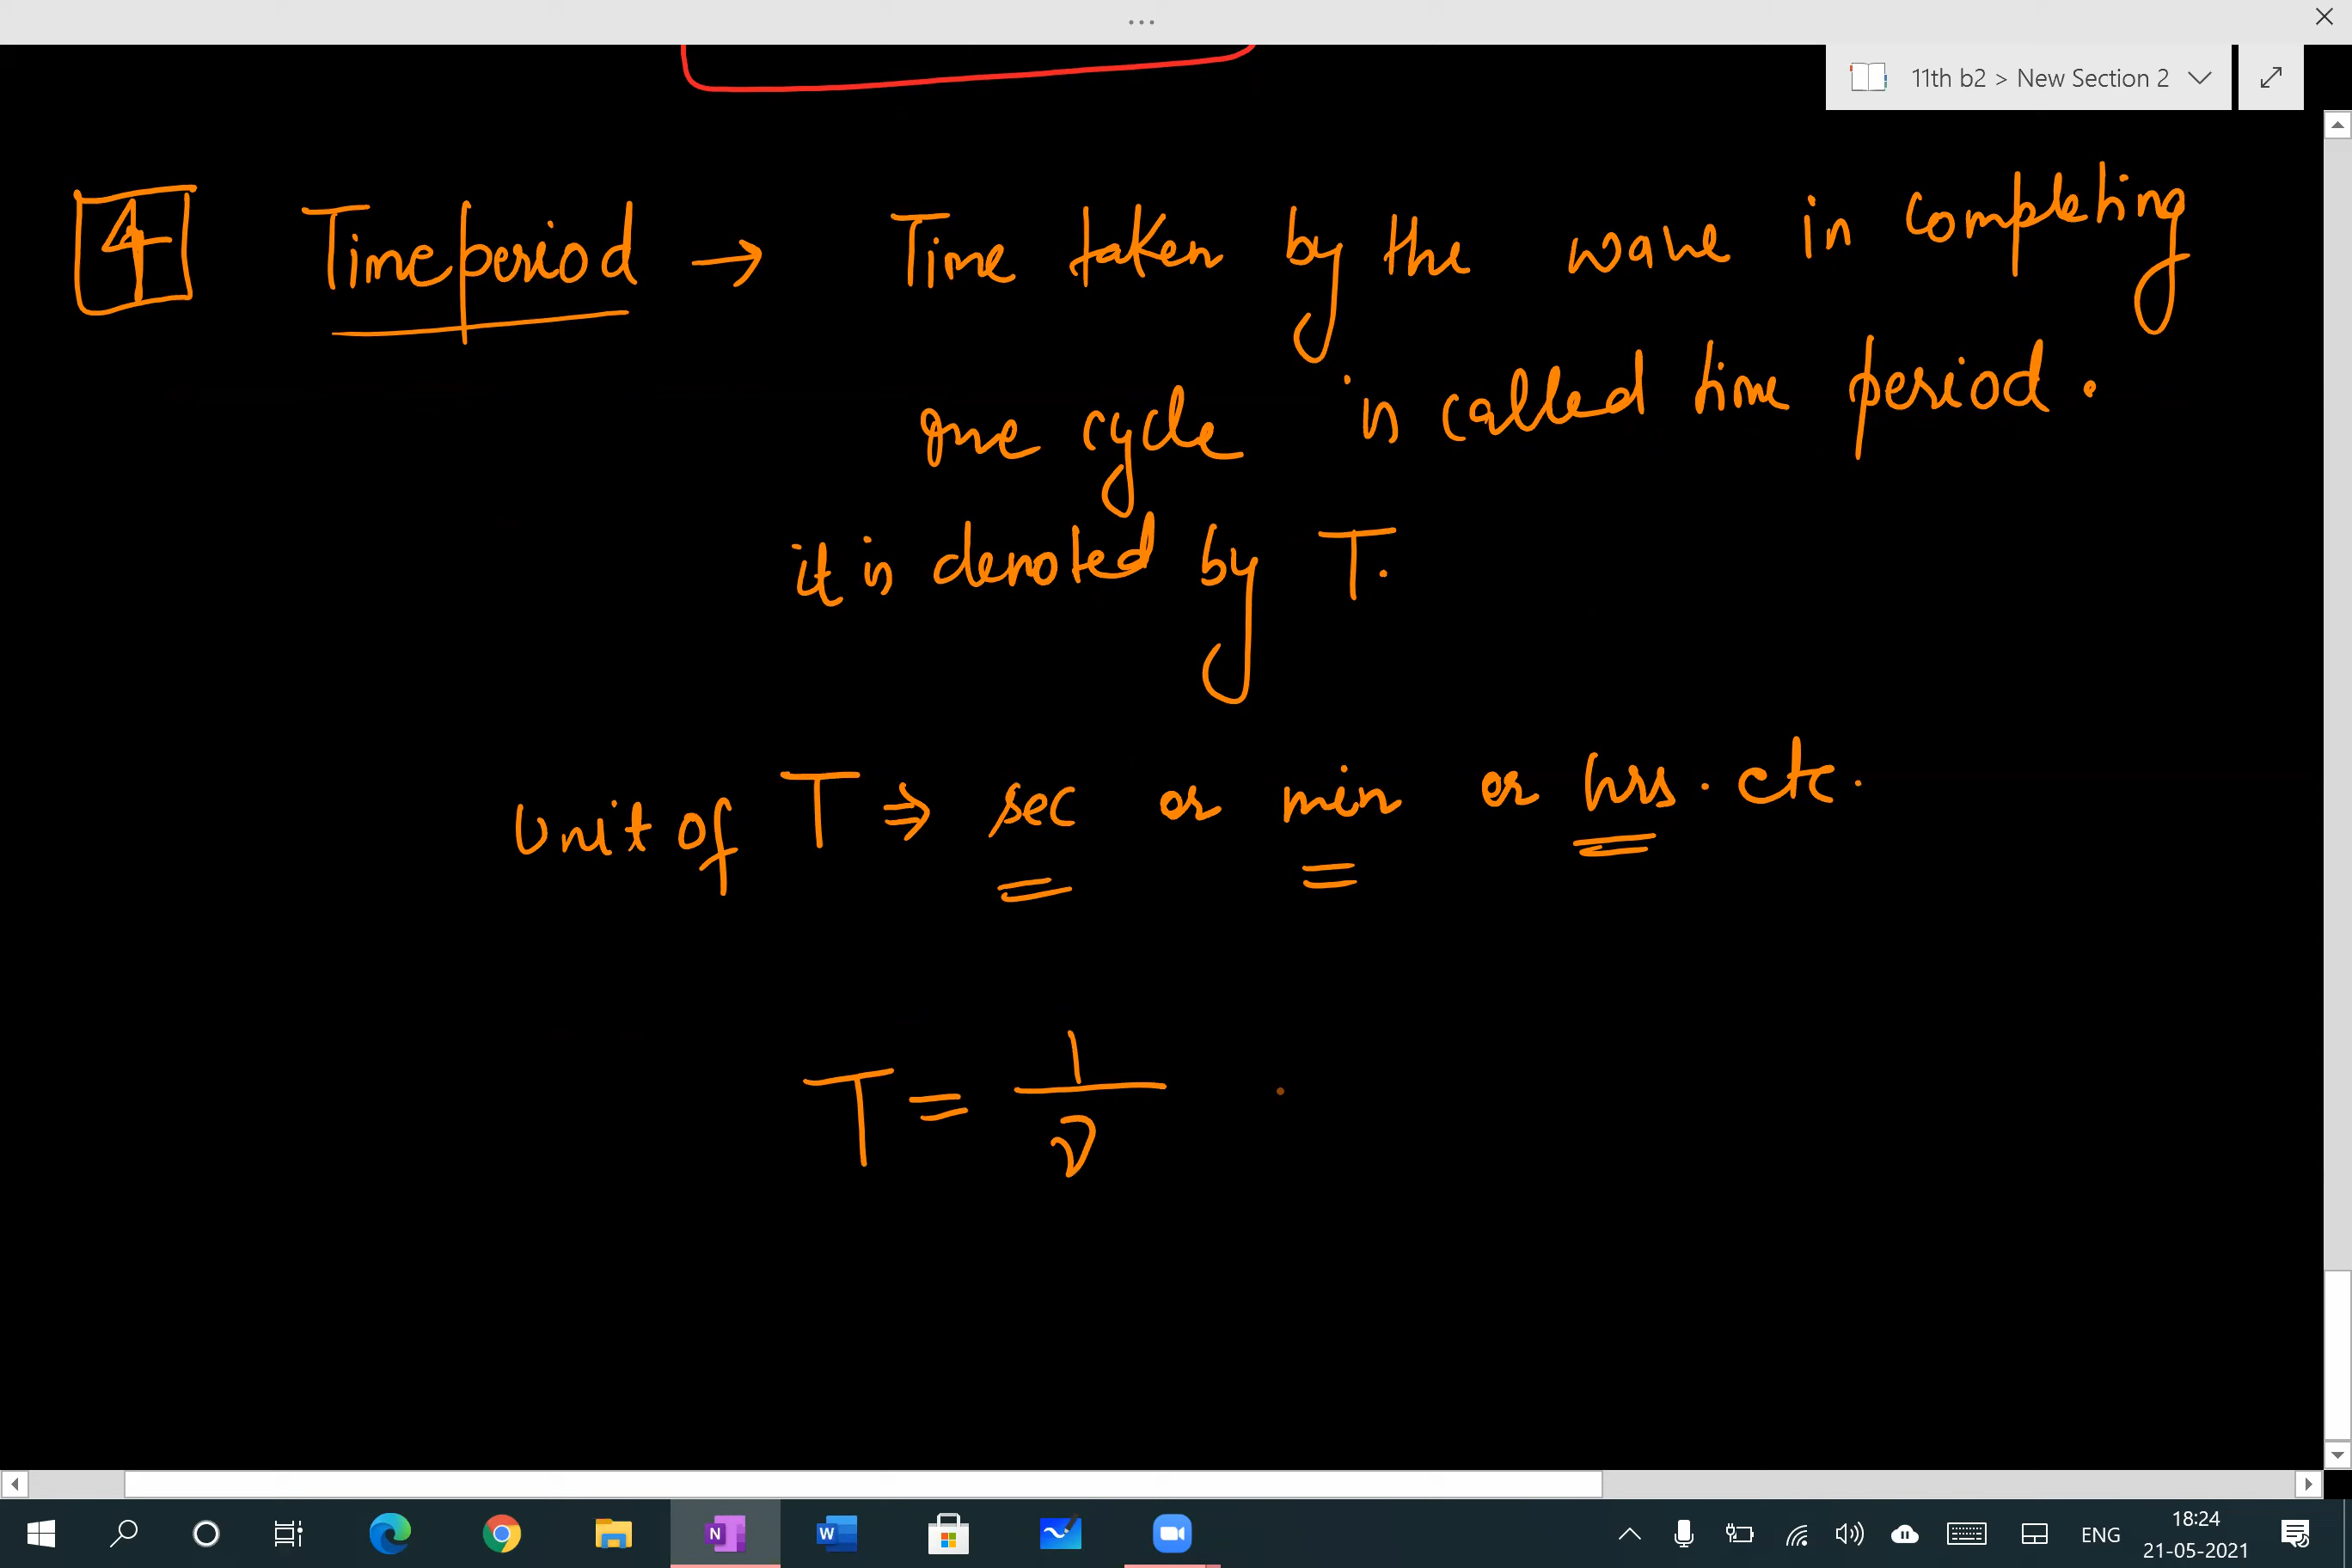 ...
11th b2 > New Section 2
4 Time period → Time taken by the wave in completing
one cycle is called time period.
it is denoted by T.
Unit of T ⇒ sec or min or hrs. etc.
T = 1/ν
N
W
ENG
18:24
21-05-2021